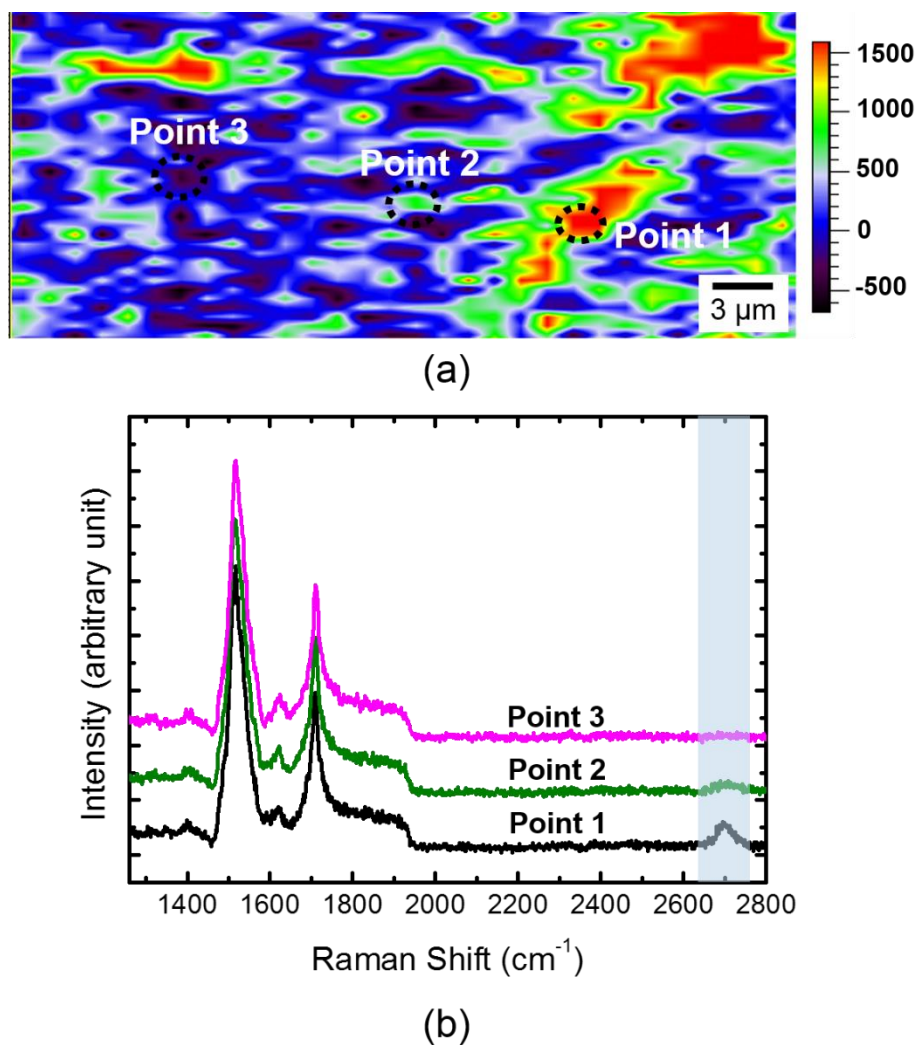 1500
1000
500
0
-500
Point 3
Point 2
Point 1
3 µm
(a)
Intensity (arbitrary unit)
Point 3
Point 2
Point 1
1400 1600 1800 2000 2200 2400 2600 2800
Raman Shift (cm⁻¹)
(b)